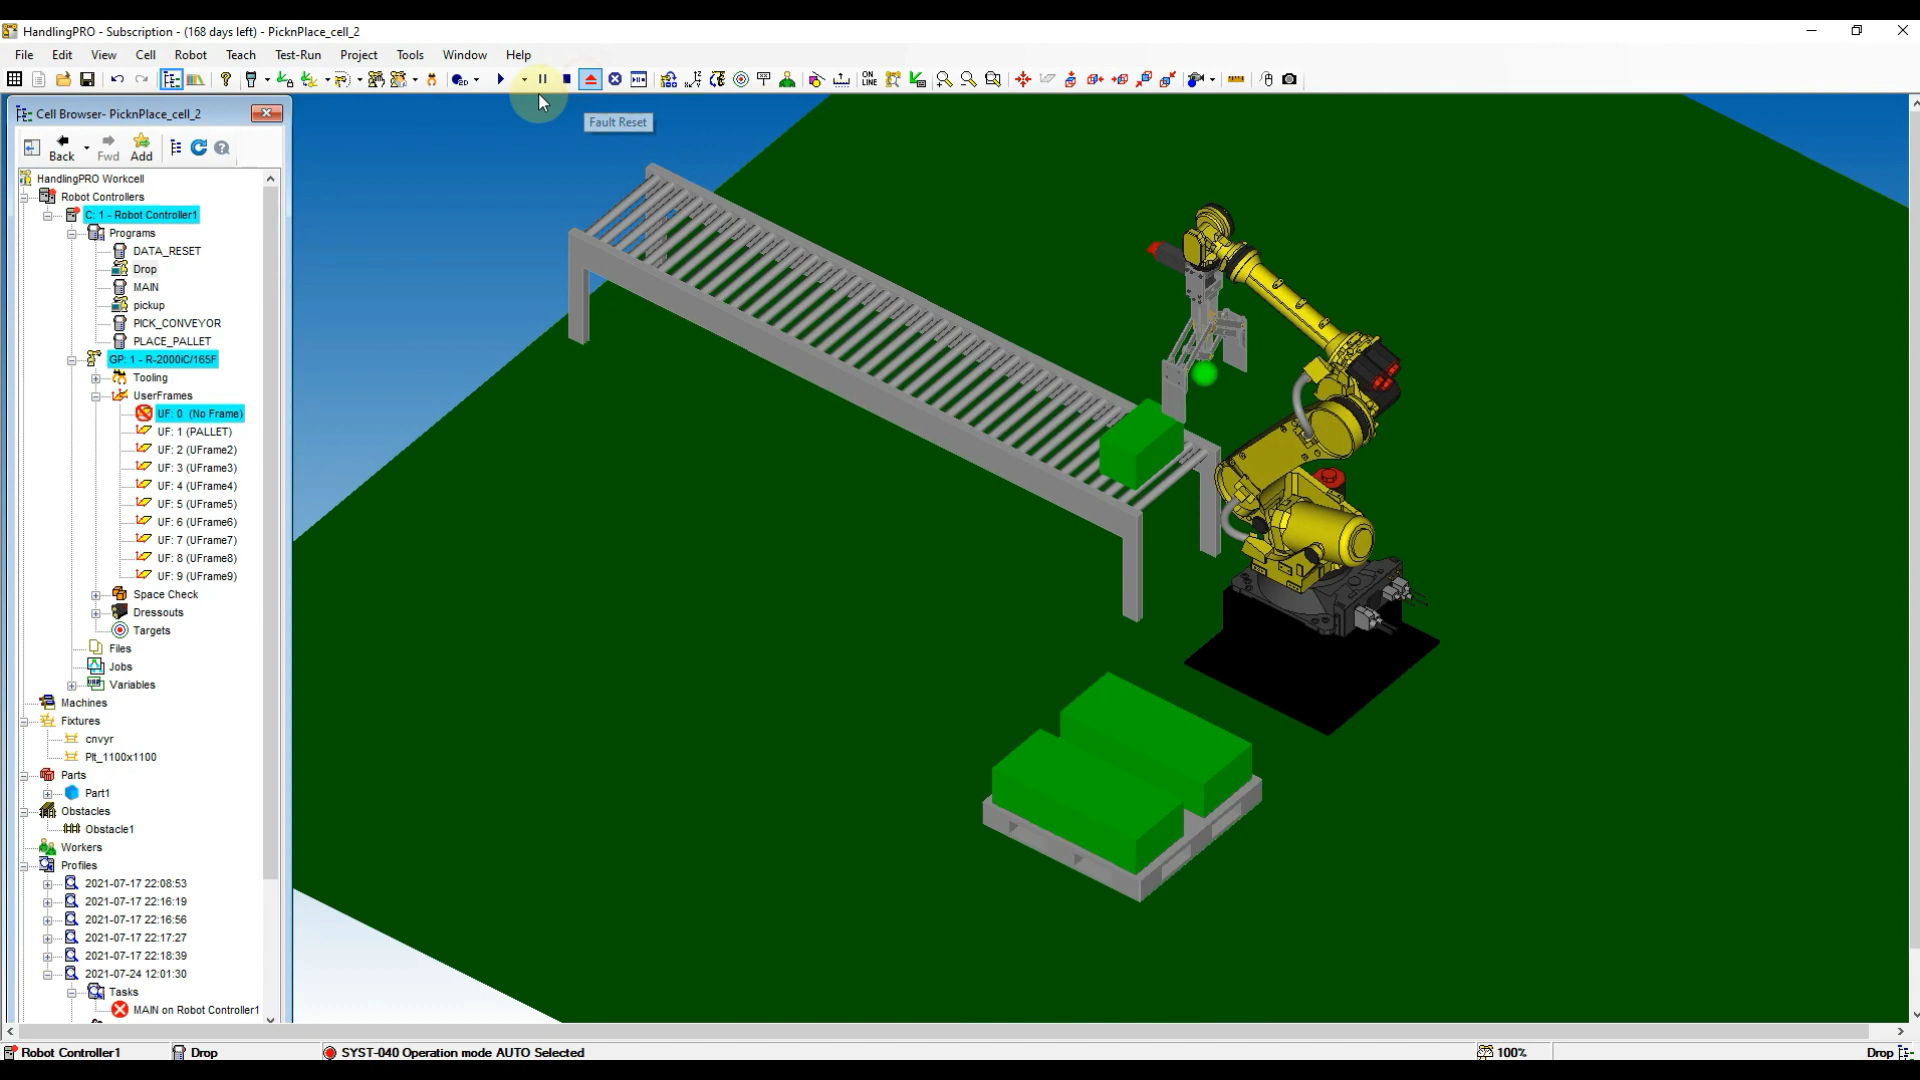 HandlingPRO - Subscription - (168 days left) - PicknPlace_cell_2
File Edit View Cell Robot Teach Test-Run Project Tools Window Help
ON
LINE
Cell Browser- PicknPlace_cell_2
Fault Reset
Back Fwd Add
HandlingPRO Workcell
Robot Controllers
C: 1 - Robot Controller1
Programs
DATA_RESET
Drop
MAIN
pickup
PICK_CONVEYOR
PLACE_PALLET
GP: 1 - R-2000iC/165F
Tooling
UserFrames
UF: 0 (No Frame)
UF: 1 (PALLET)
UF: 2 (UFrame2)
UF: 3 (UFrame3)
UF: 4 (UFrame4)
UF: 5 (UFrame5)
UF: 6 (UFrame6)
UF: 7 (UFrame7)
UF: 8 (UFrame8)
UF: 9 (UFrame9)
Space Check
Dressouts
Targets
Files
Jobs
Variables
Machines
Fixtures
cnvyr
Plt_1100x1100
Parts
Part1
Obstacles
Obstacle1
Workers
Profiles
2021-07-17 22:08:53
2021-07-17 22:16:19
2021-07-17 22:16:56
2021-07-17 22:17:27
2021-07-17 22:18:39
2021-07-24 12:01:30
Tasks
MAIN on Robot Controller1
Robot Controller1 Drop SYST-040 Operation mode AUTO Selected 100% Drop